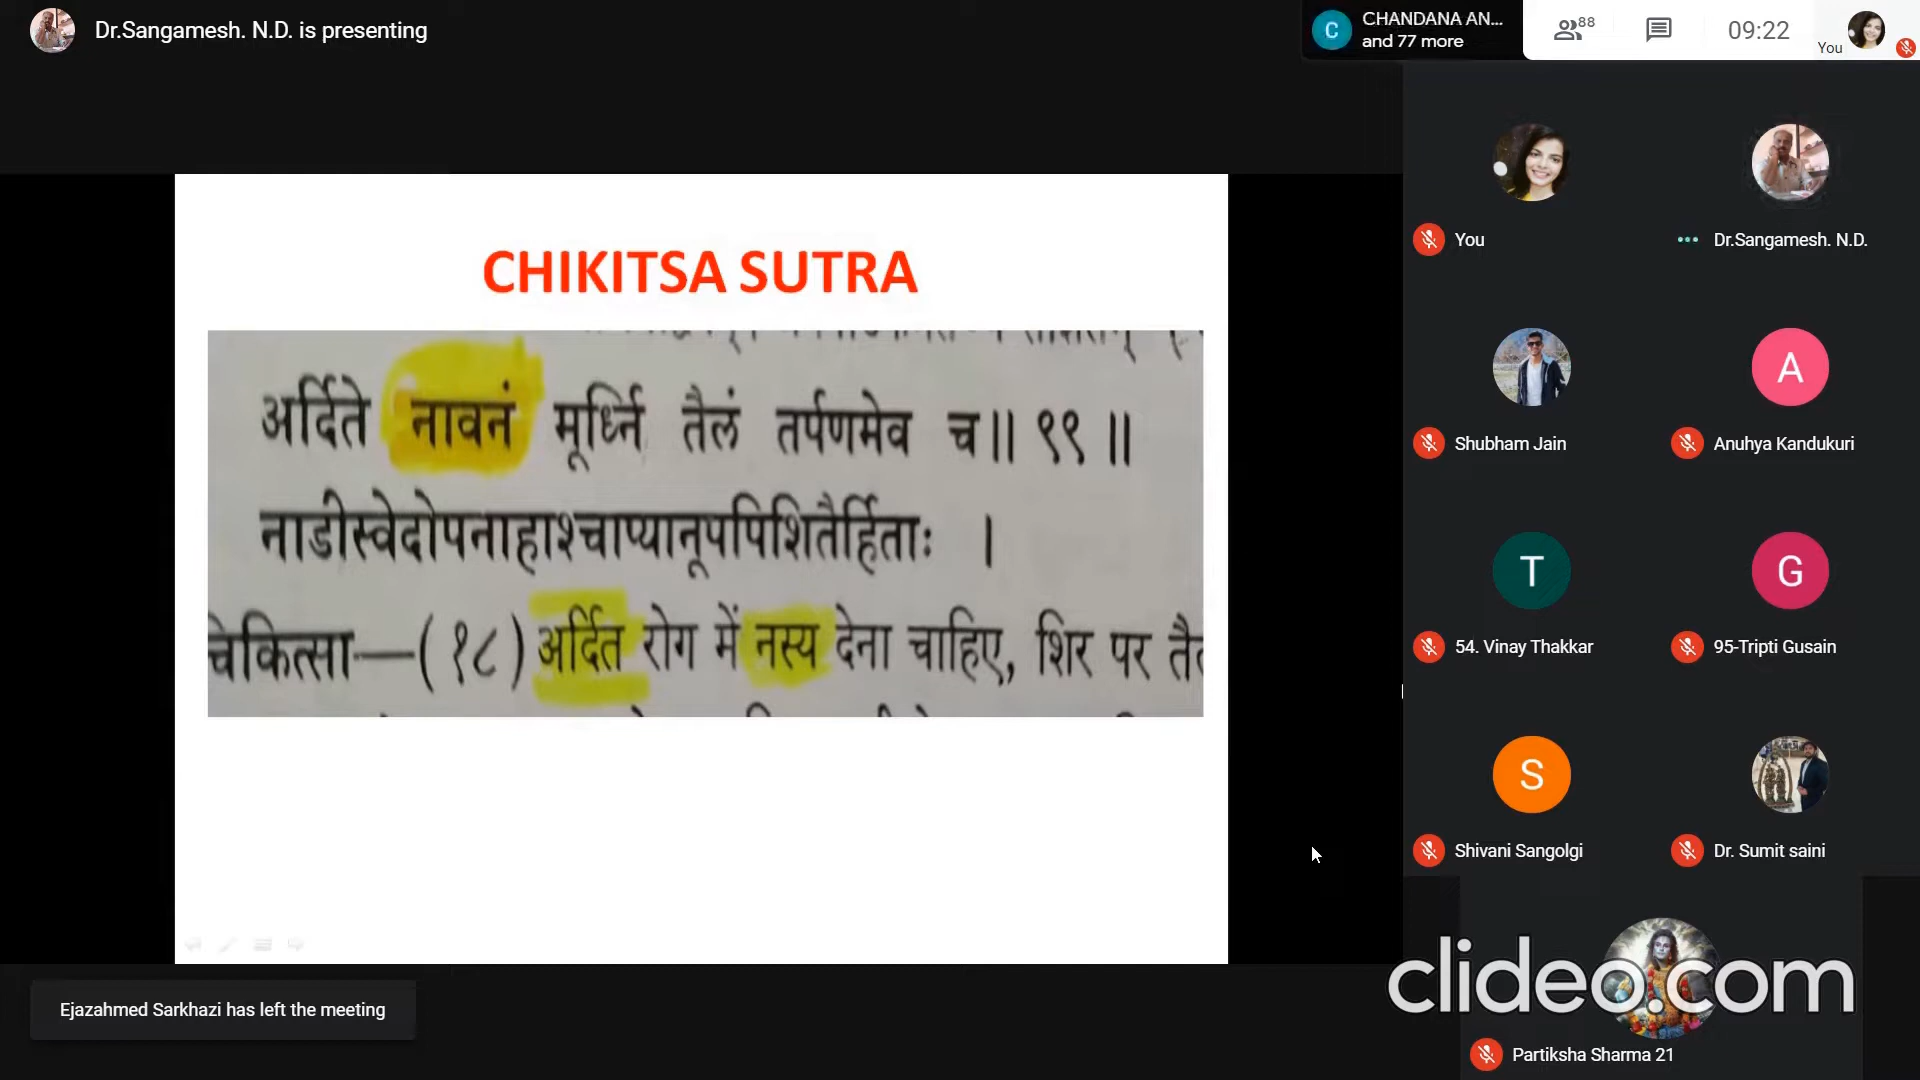 Dr.Sangamesh. N.D. is presenting
C
CHANDANA AN...
and 77 more
88
09:22
You
CHIKITSA SUTRA
अर्दिते नावनं मूर्ध्नि तैलं तर्पणमेव च॥ ९९ ॥
नाडीस्वेदोपनाहाश्चाप्यानूपपिशितैर्हिताः ।
चिकित्सा—(१८) अर्दित रोग में नस्य देना चाहिए, शिर पर
You
Dr.Sangamesh. N.D.
A
Shubham Jain
Anuhya Kandukuri
T
G
54. Vinay Thakkar
95-Tripti Gusain
S
Shivani Sangolgi
Dr. Sumit saini
clideo.com
Ejazahmed Sarkhazi has left the meeting
Partiksha Sharma 21